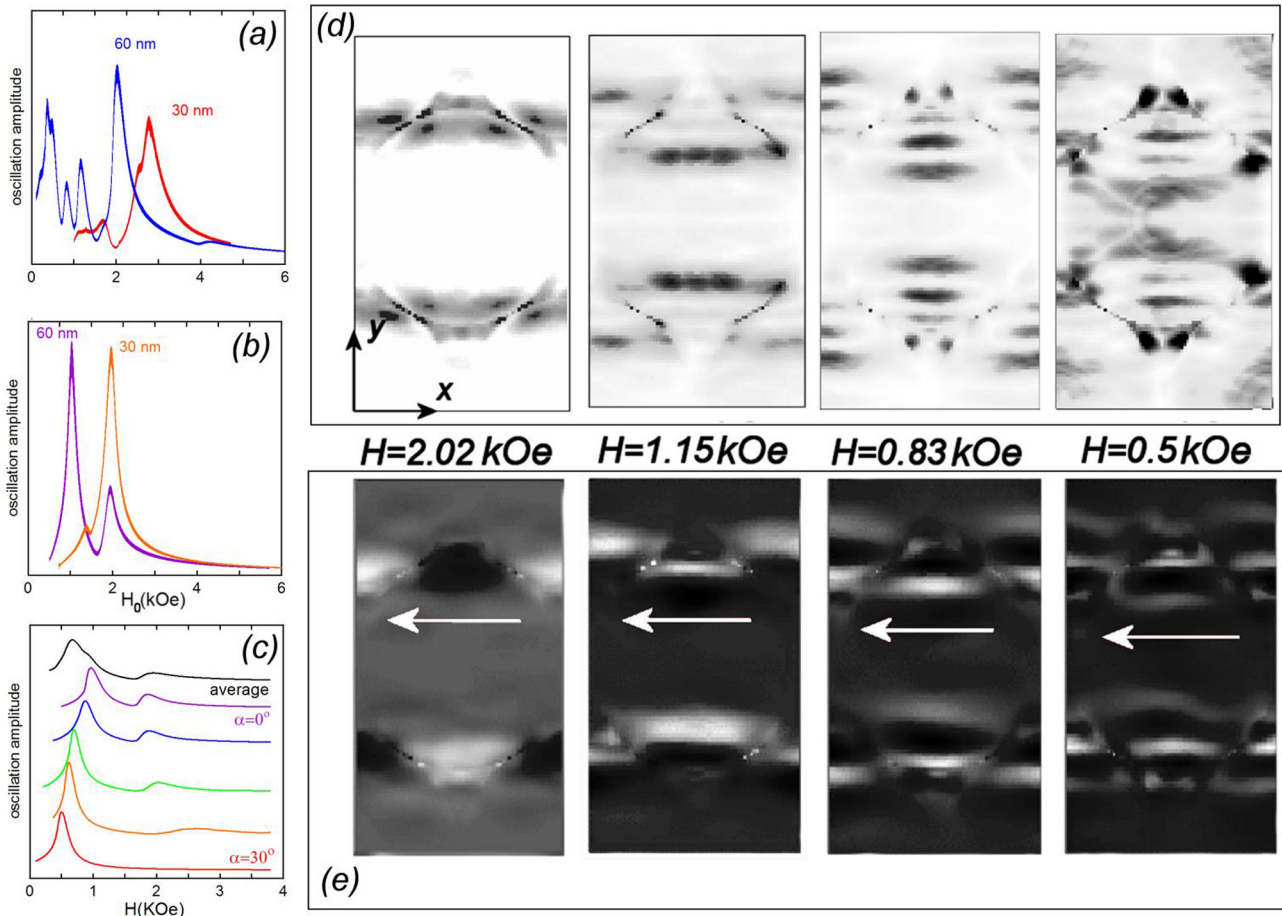 (a)
60 nm
30 nm
oscillation amplitude
0 2 4 6
(b)
60 nm
30 nm
oscillation amplitude
0 2 4 6
H0(kOe)
(c)
average
α=0°
α=30°
oscillation amplitude
0 1 2 3 4
H(KOe)
(d)
y
x
H=2.02 kOe H=1.15 kOe H=0.83 kOe H=0.5 kOe
(e)